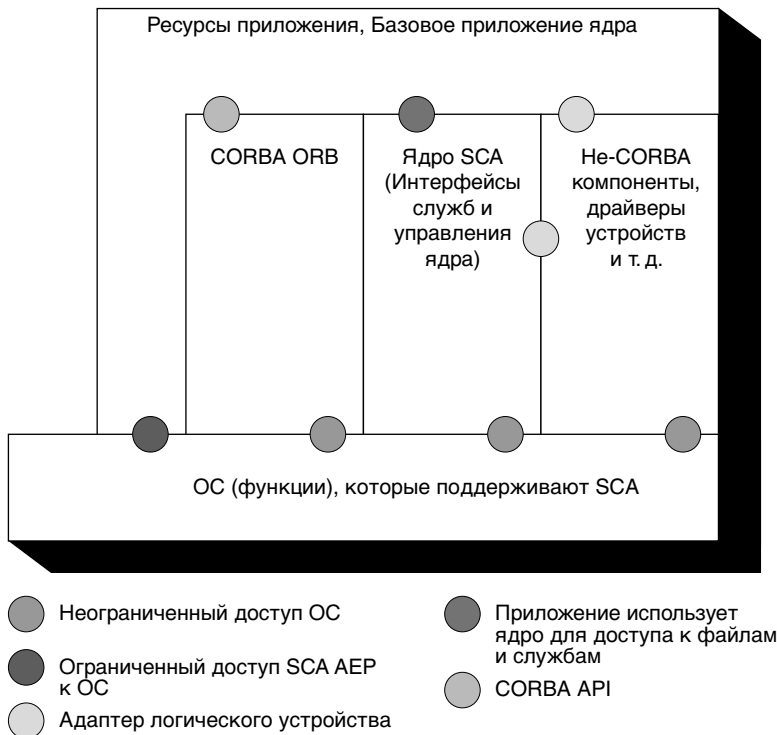 Ресурсы приложения, Базовое приложение ядра
CORBA ORB
Ядро SCA
(Интерфейсы
служб и
управления
ядра)
Не-CORBA
компоненты,
драйверы
устройств
и т. д.
ОС (функции), которые поддерживают SCA
Неограниченный доступ ОС
Ограниченный доступ SCA AEP
к ОС
Адаптер логического устройства
Приложение использует
ядро для доступа к файлам
и службам
CORBA API